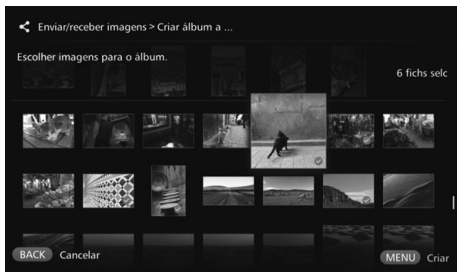 Enviar/receber imagens > Criar álbum a ...
Escolher imagens para o álbum.
6 fichs selc
BACK Cancelar
MENU Criar